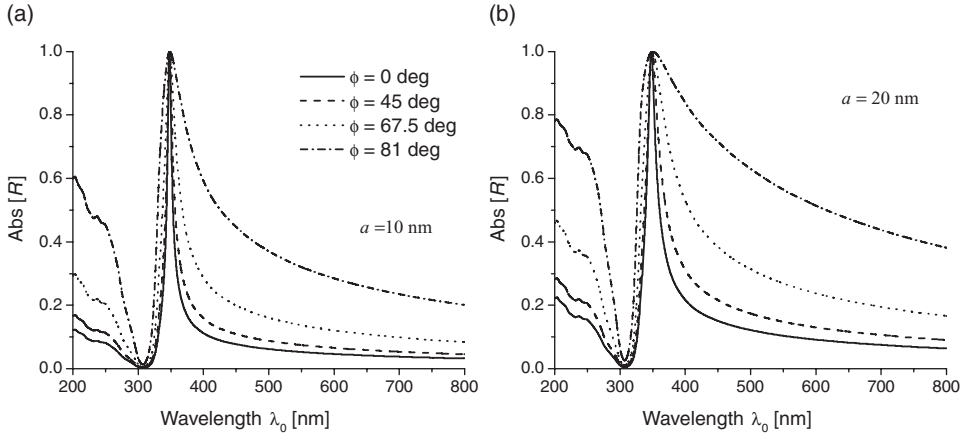 (a)
Abs [R]
1.0
0.8
0.6
0.4
0.2
0.0
ϕ = 0 deg
ϕ = 45 deg
ϕ = 67.5 deg
ϕ = 81 deg
a =10 nm
200 300 400 500 600 700 800
Wavelength λ₀ [nm]
(b)
Abs [R]
1.0
0.8
0.6
0.4
0.2
0.0
a = 20 nm
200 300 400 500 600 700 800
Wavelength λ₀ [nm]